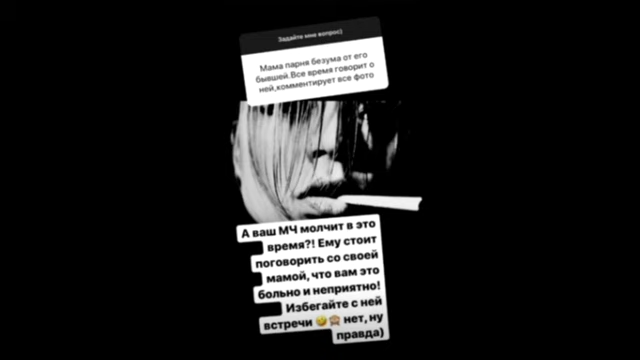 Задайте мне вопрос)
Мама парня безума от его
бывшей.Все время говорит о
ней,комментирует все фото
А ваш МЧ молчит в это
время?! Ему стоит
поговорить со своей
мамой, что вам это
больно и неприятно!
Избегайте с ней
встречи 🤣🙈 нет, ну
правда)